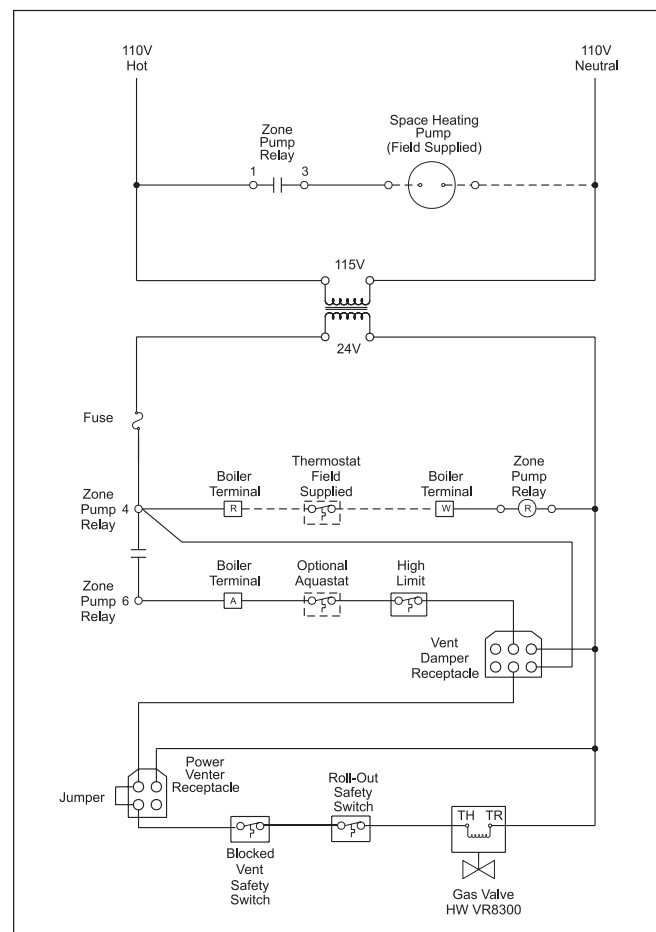 110V
Hot
110V
Neutral
Zone
Pump
Relay
1
3
Space Heating
Pump
(Field Supplied)
115V
24V
Fuse
Zone
Pump
Relay
4
Boiler
Terminal
R
Thermostat
Field
Supplied
Boiler
Terminal
W
Zone
Pump
Relay
R
Zone
Pump
Relay
6
Boiler
Terminal
A
Optional
Aquastat
High
Limit
Vent
Damper
Receptacle
Jumper
Power
Venter
Receptacle
Blocked
Vent
Safety
Switch
Roll-Out
Safety
Switch
TH TR
Gas Valve
HW VR8300